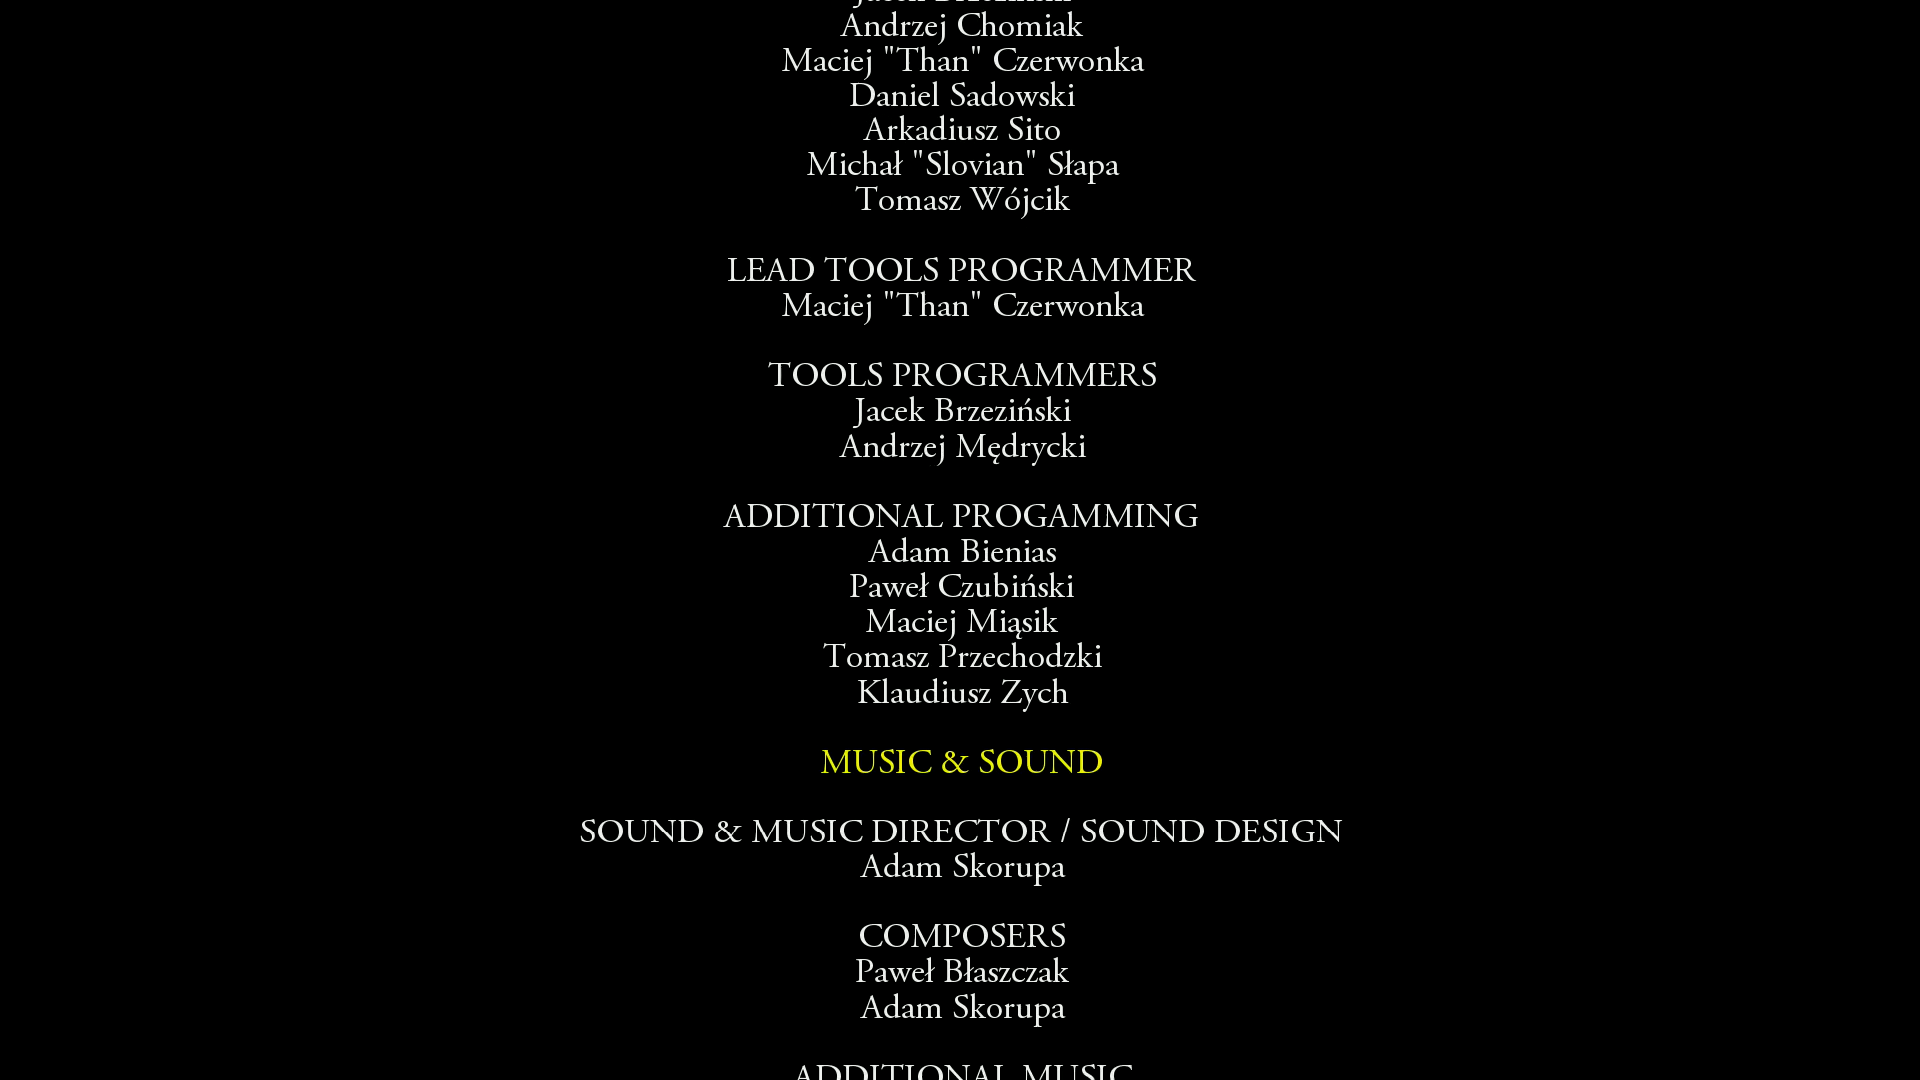 Jacek Brzeziński
Andrzej Chomiak
Maciej "Than" Czerwonka
Daniel Sadowski
Arkadiusz Sito
Michał "Slovian" Słapa
Tomasz Wójcik
LEAD TOOLS PROGRAMMER
Maciej "Than" Czerwonka
TOOLS PROGRAMMERS
Jacek Brzeziński
Andrzej Mędrycki
ADDITIONAL PROGAMMING
Adam Bienias
Paweł Czubiński
Maciej Miąsik
Tomasz Przechodzki
Klaudiusz Zych
MUSIC & SOUND
SOUND & MUSIC DIRECTOR / SOUND DESIGN
Adam Skorupa
COMPOSERS
Paweł Błaszczak
Adam Skorupa
ADDITIONAL MUSIC